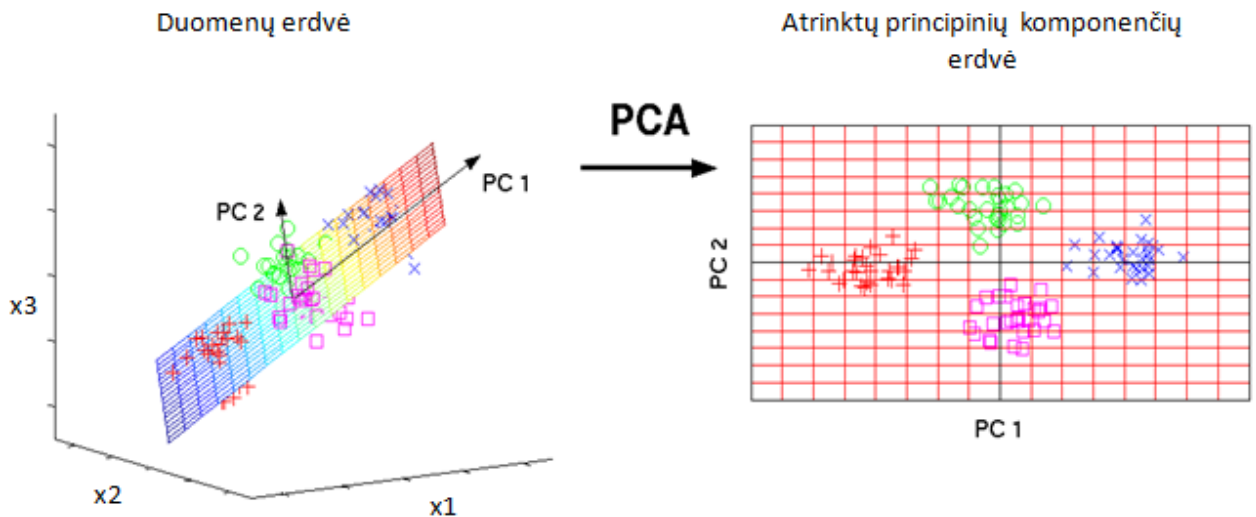 Duomenų erdvė
Atrinktų principinių komponenčių
erdvė
PCA
PC 1
PC 2
x3
x2
x1
PC 2
PC 1